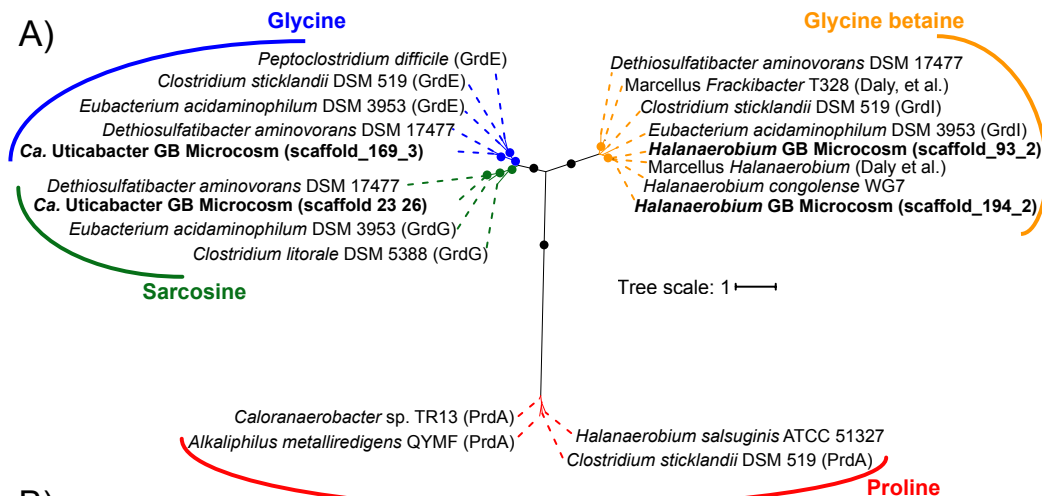 A)
Glycine
Peptoclostridium difficile (GrdE)
Clostridium sticklandii DSM 519 (GrdE)
Eubacterium acidaminophilum DSM 3953 (GrdE)
Dethiosulfatibacter aminovorans DSM 17477
Ca. Uticabacter GB Microcosm (scaffold_169_3)
Dethiosulfatibacter aminovorans DSM 17477
Ca. Uticabacter GB Microcosm (scaffold 23 26)
Eubacterium acidaminophilum DSM 3953 (GrdG)
Clostridium litorale DSM 5388 (GrdG)
Sarcosine
Glycine betaine
Dethiosulfatibacter aminovorans DSM 17477
Marcellus Frackibacter T328 (Daly, et al.)
Clostridium sticklandii DSM 519 (GrdI)
Eubacterium acidaminophilum DSM 3953 (GrdI)
Halanaerobium GB Microcosm (scaffold_93_2)
Marcellus Halanaerobium (Daly et al.)
Halanaerobium congolense WG7
Halanaerobium GB Microcosm (scaffold_194_2)
Tree scale: 1
Caloranaerobacter sp. TR13 (PrdA)
Alkaliphilus metalliredigens QYMF (PrdA)
Halanaerobium salsuginis ATCC 51327
Clostridium sticklandii DSM 519 (PrdA)
Proline